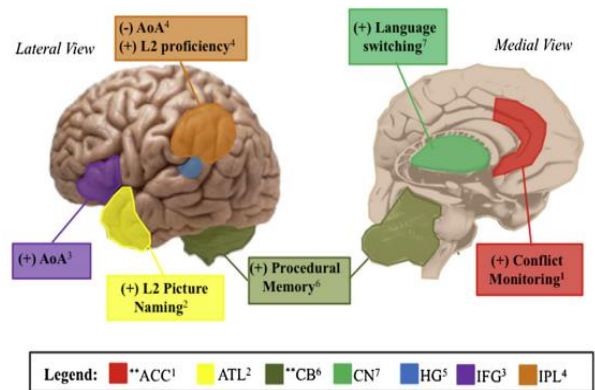 (-) AoA⁴
(+) L2 proficiency⁴
Lateral View
(+) Language
switching⁷
Medial View
(+) AoA³
(+) L2 Picture
Naming²
(+) Procedural
Memory⁶
(+) Conflict
Monitoring¹
Legend: **ACC¹ ATL² **CB⁶ CN⁷ HG⁵ IFG³ IPL⁴